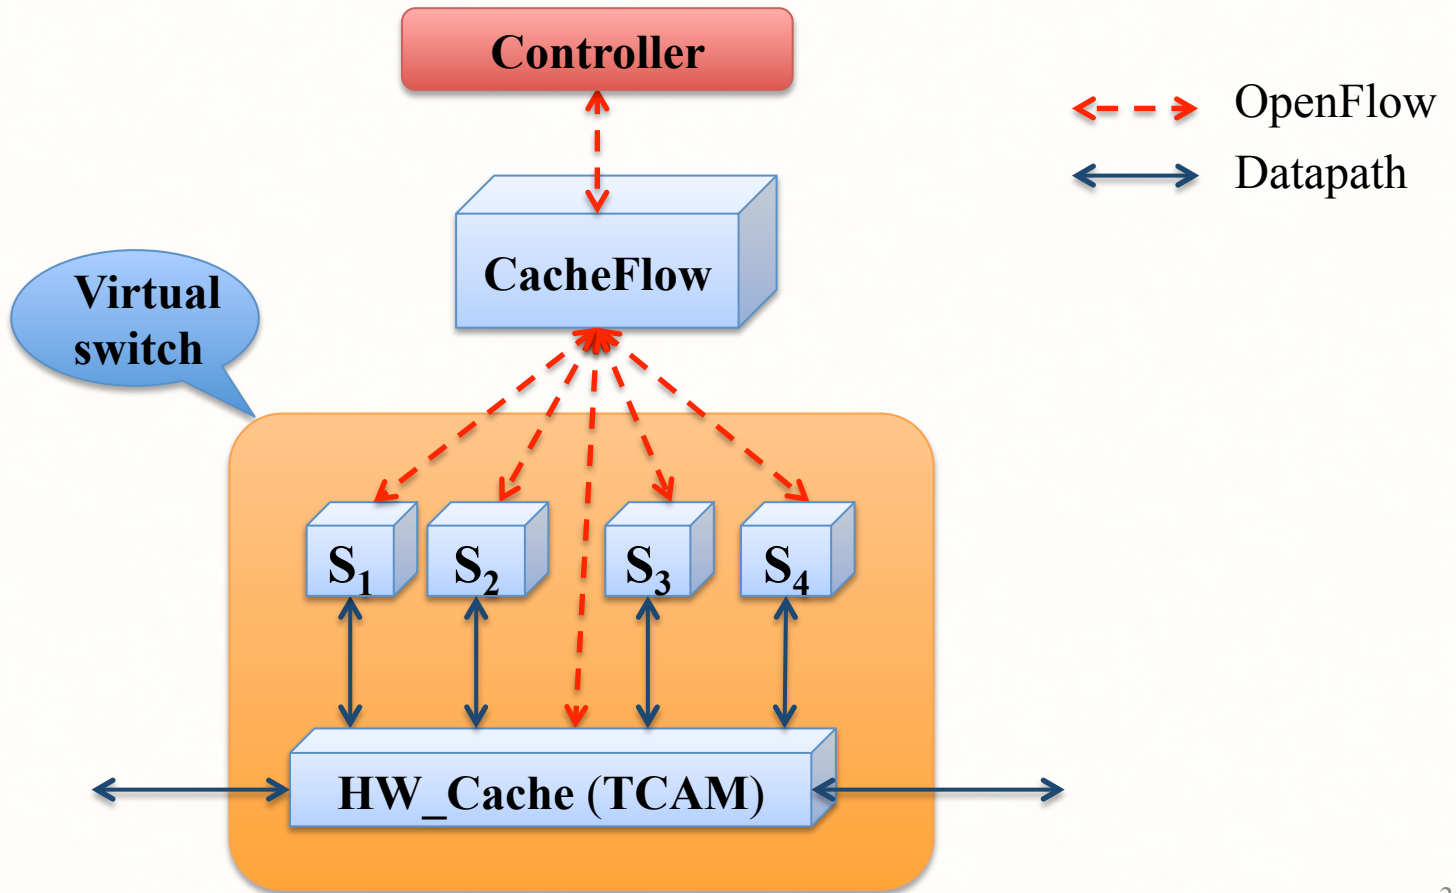 Controller
OpenFlow
Datapath
CacheFlow
Virtual
switch
S1 S2 S3 S4
HW_Cache (TCAM)